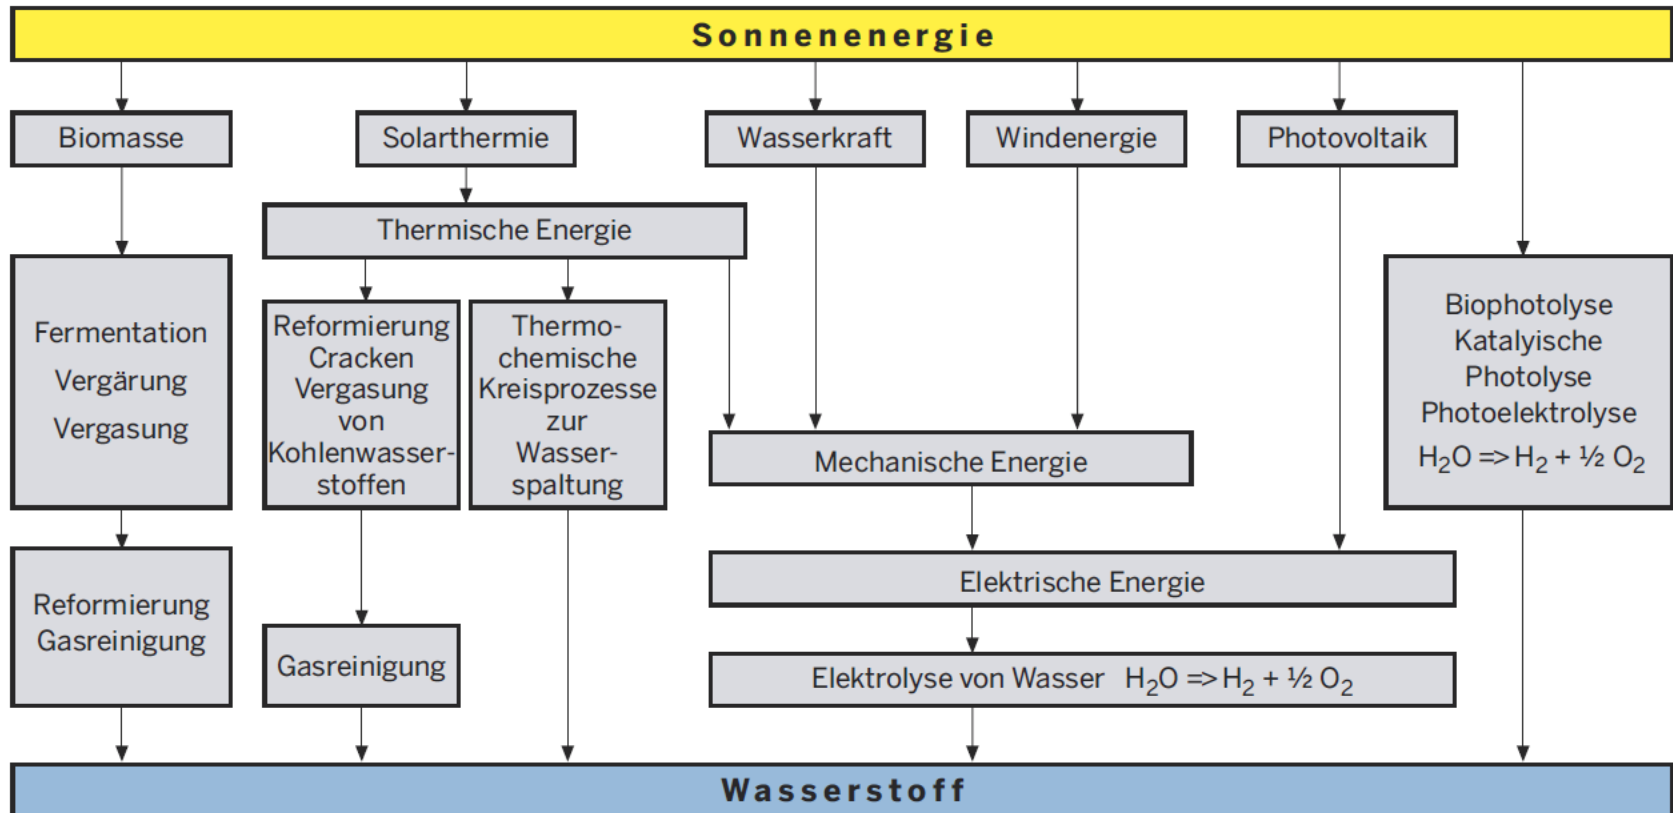 Sonnenenergie
Biomasse
Solarthermie
Wasserkraft
Windenergie
Photovoltaik
Thermische Energie
Fermentation
Vergärung
Vergasung
Reformierung
Cracken
Vergasung
von
Kohlenwasser-
stoffen
Thermo-
chemische
Kreisprozesse
zur
Wasser-
spaltung
Biophotolyse
Katalyische
Photolyse
Photoelektrolyse
H₂O => H₂ + ½ O₂
Mechanische Energie
Elektrische Energie
Reformierung
Gasreinigung
Gasreinigung
Elektrolyse von Wasser H₂O => H₂ + ½ O₂
Wasserstoff